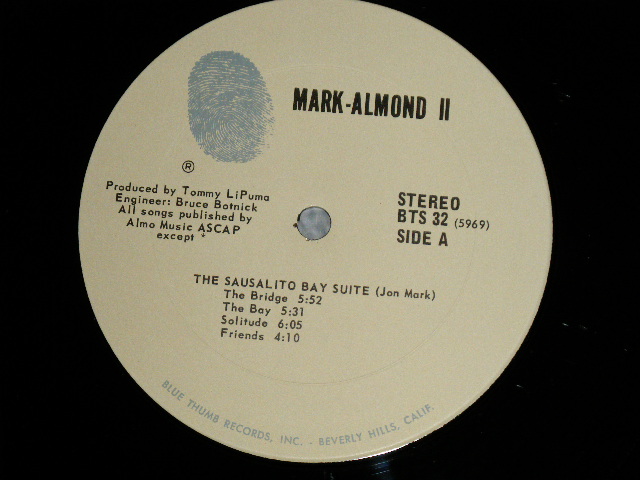 MARK-ALMOND II
®
Produced by Tommy LiPuma
Engineer: Bruce Botnick
All songs published by
Almo Music ASCAP
except *
STEREO
BTS 32 (5969)
SIDE A
THE SAUSALITO BAY SUITE (Jon Mark)
The Bridge 5:52
The Bay 5:31
Solitude 6:05
Friends 4:10
BLUE THUMB RECORDS, INC. - BEVERLY HILLS, CALIF.